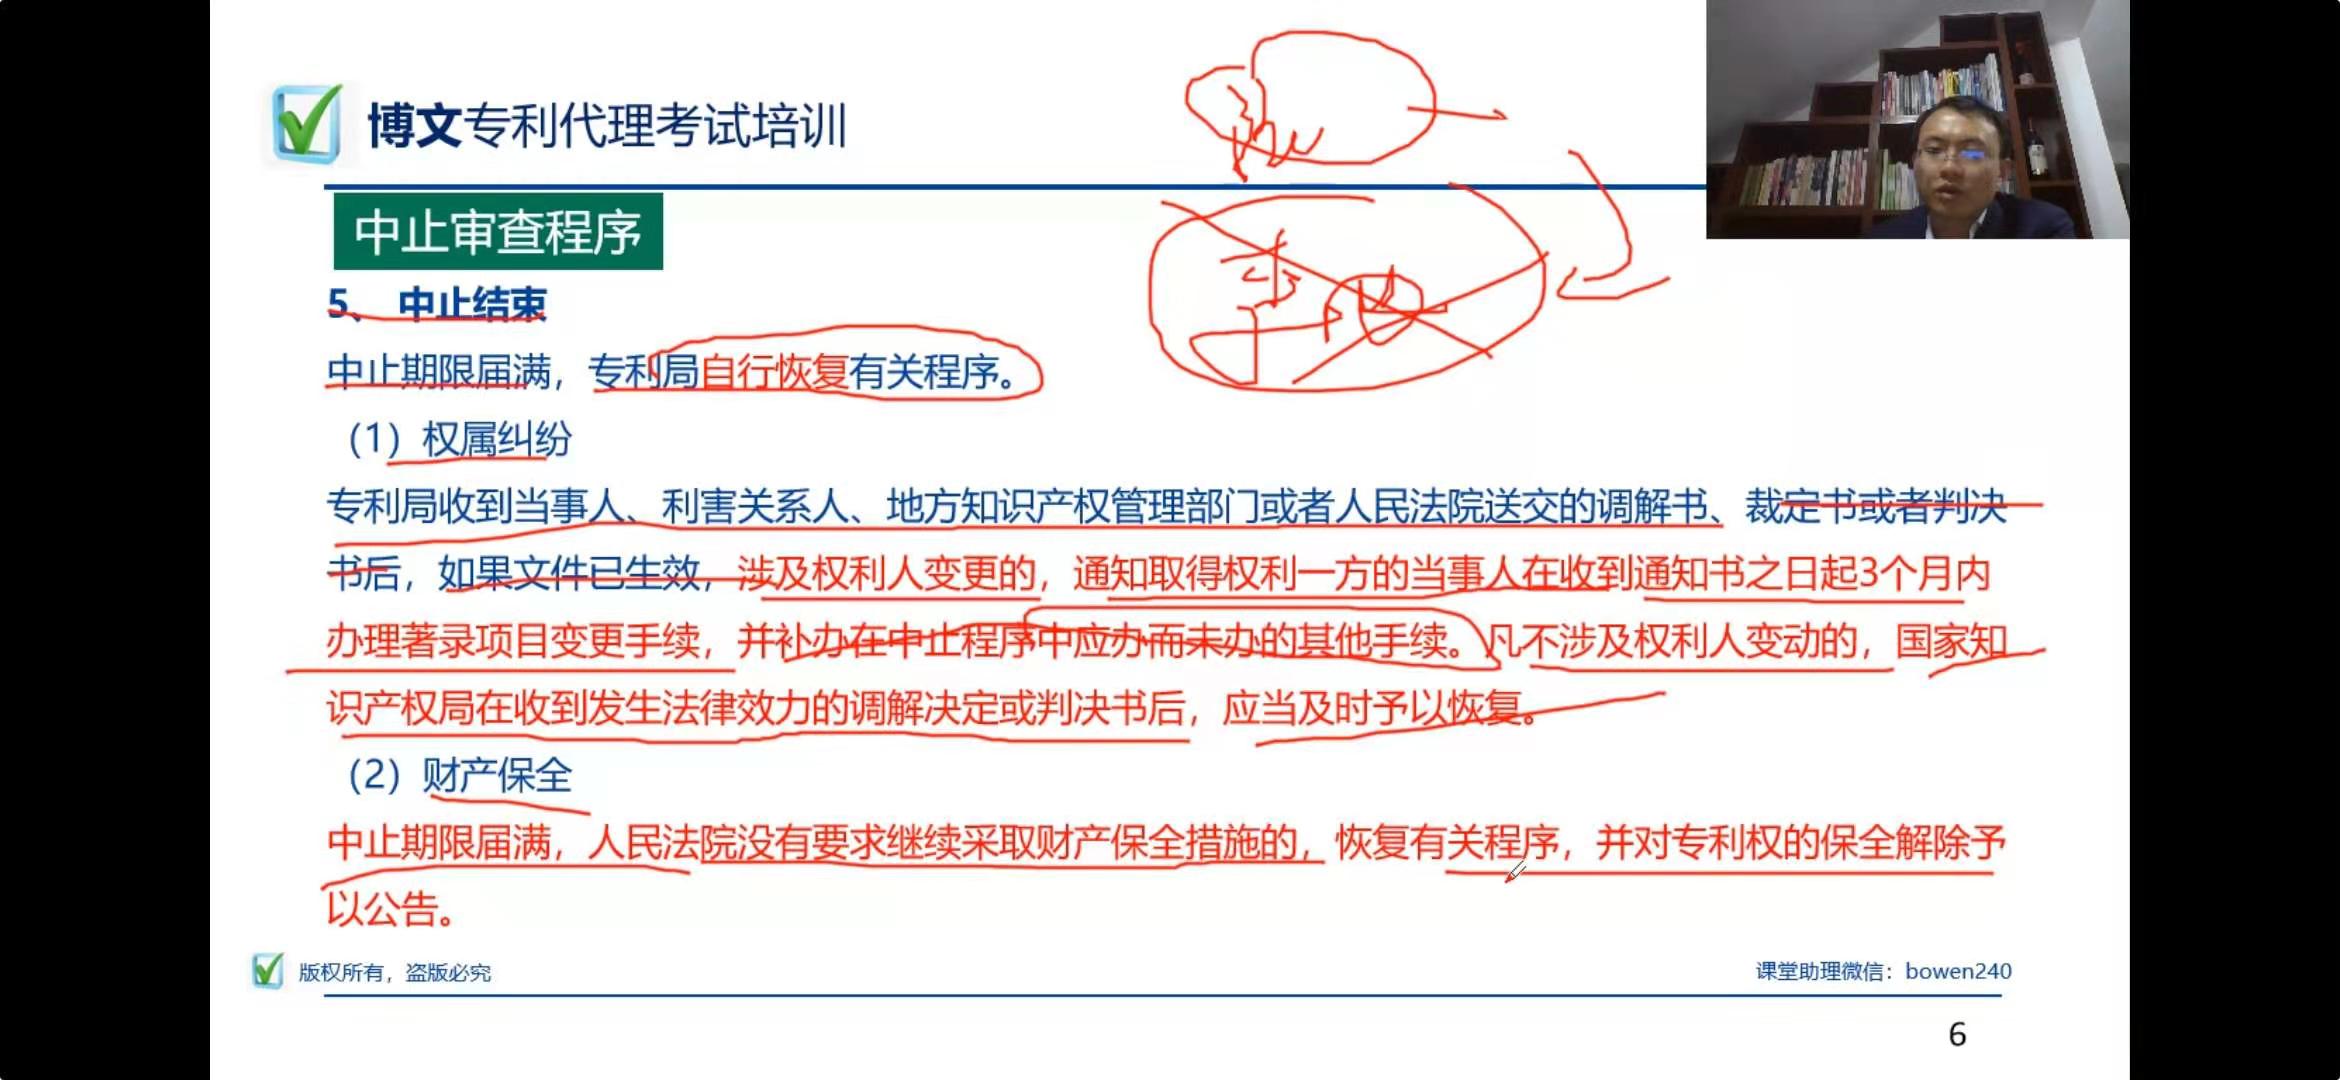 博文专利代理考试培训
中止审查程序
5、 中止结束
中止期限届满，专利局自行恢复有关程序。
（1）权属纠纷
专利局收到当事人、利害关系人、地方知识产权管理部门或者人民法院送交的调解书、裁定书或者判决
书后，如果文件已生效，涉及权利人变更的，通知取得权利一方的当事人在收到通知书之日起3个月内
办理著录项目变更手续，并补办在中止程序中应办而未办的其他手续。凡不涉及权利人变动的，国家知
识产权局在收到发生法律效力的调解决定或判决书后，应当及时予以恢复。
（2）财产保全
中止期限届满，人民法院没有要求继续采取财产保全措施的，恢复有关程序，并对专利权的保全解除予
以公告。
版权所有，盗版必究
课堂助理微信：bowen240
6